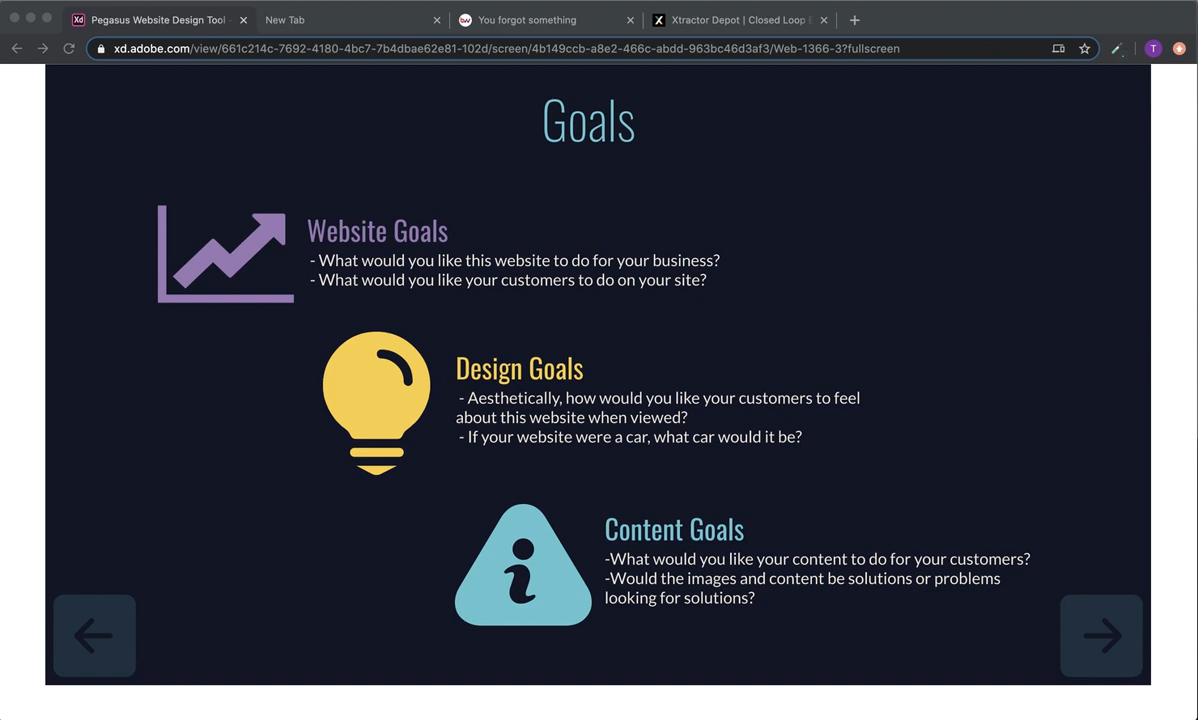 Pegasus Website Design Tool -
New Tab
You forgot something
Xtractor Depot | Closed Loop E
xd.adobe.com/view/661c214c-7692-4180-4bc7-7b4dbae62e81-102d/screen/4b149ccb-a8e2-466c-abdd-963bc46d3af3/Web-1366-3?fullscreen
T
Goals
Website Goals
- What would you like this website to do for your business?
- What would you like your customers to do on your site?
Design Goals
- Aesthetically, how would you like your customers to feel
about this website when viewed?
- If your website were a car, what car would it be?
Content Goals
-What would you like your content to do for your customers?
-Would the images and content be solutions or problems
looking for solutions?